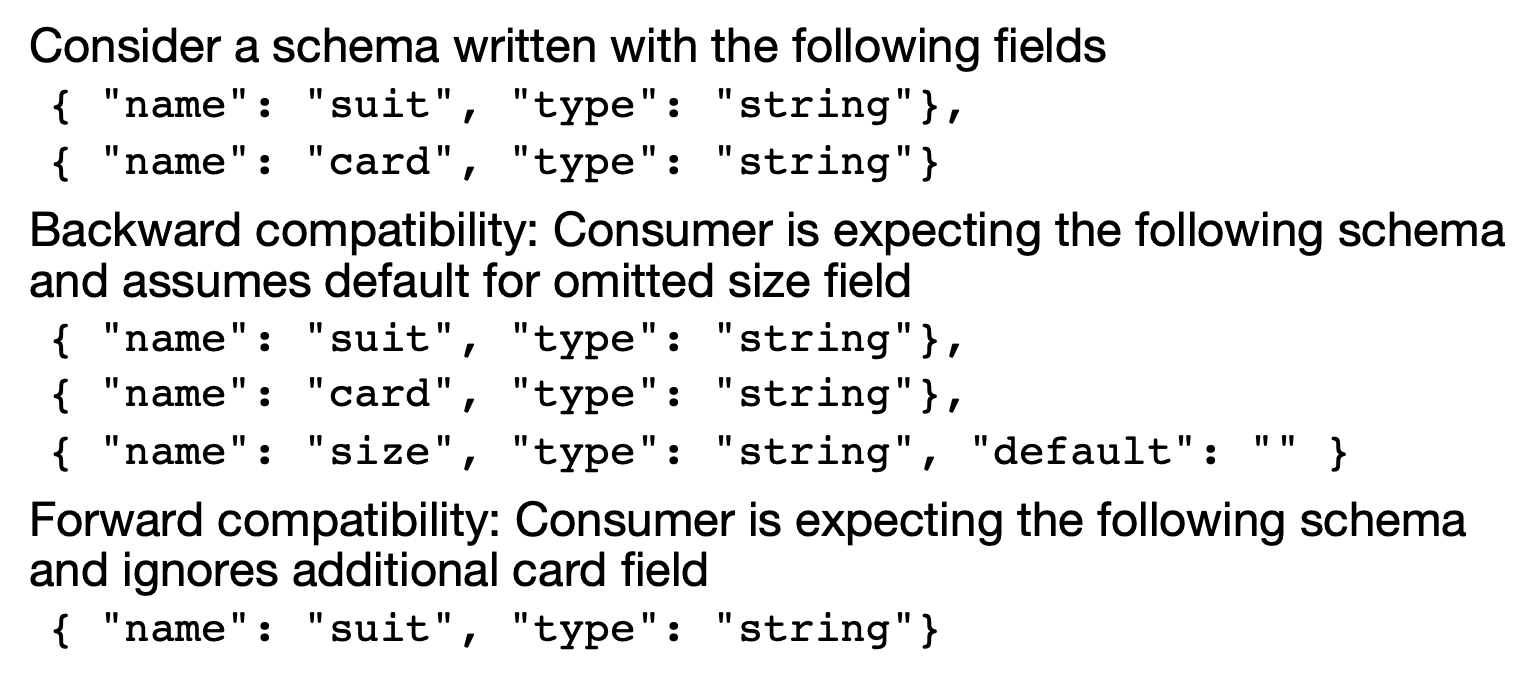 Consider a schema written with the following fields
{ "name": "suit", "type": "string"},
{ "name": "card", "type": "string"}
Backward compatibility: Consumer is expecting the following schema
and assumes default for omitted size field
{ "name": "suit", "type": "string"},
{ "name": "card", "type": "string"},
{ "name": "size", "type": "string", "default": "" }
Forward compatibility: Consumer is expecting the following schema
and ignores additional card field
{ "name": "suit", "type": "string"}